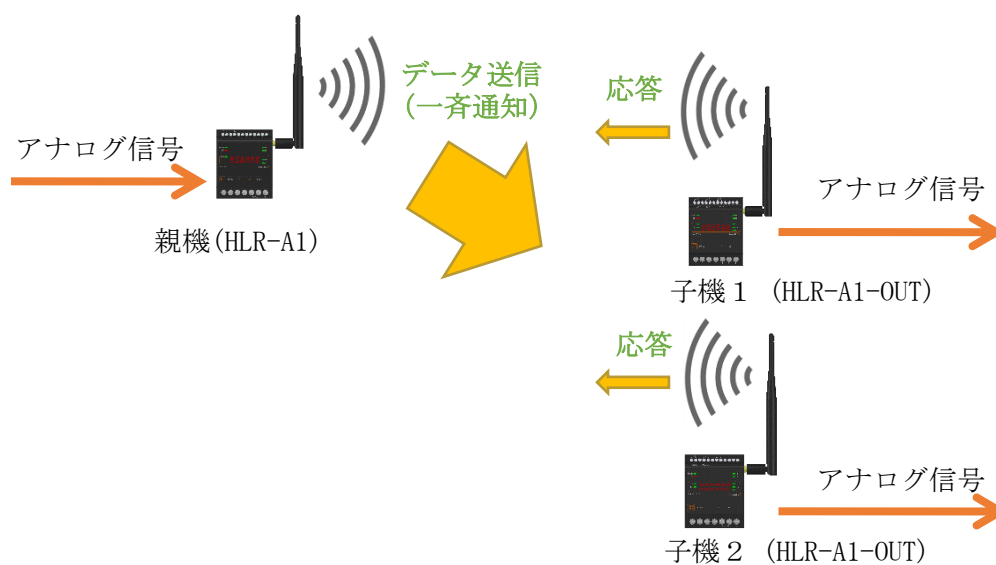 アナログ信号
親機(HLR-A1)
データ送信
(一斉通知)
応答
アナログ信号
子機１ (HLR-A1-OUT)
応答
アナログ信号
子機２ (HLR-A1-OUT)